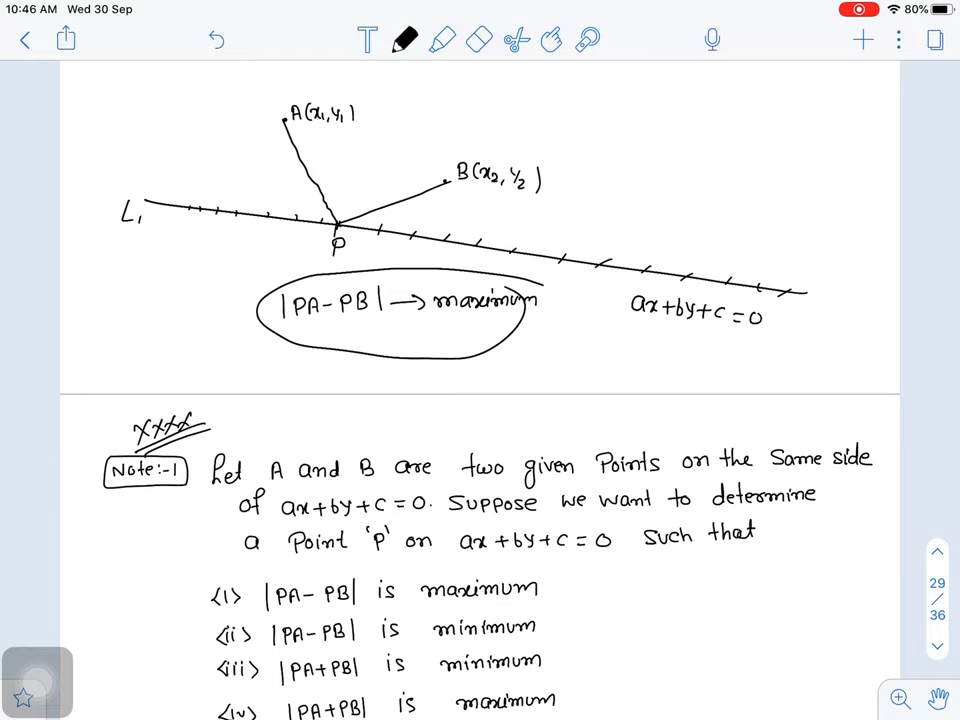 10:46 AM Wed 30 Sep
80%
T
A(x₁,y₁)
B(x₂, y₂)
L₁
P
|PA-PB| → maximum
ax+by+c=0
xxxx
Note:-1
Let A and B are two given Points on the Same side
of ax+by+c=0. Suppose we want to determine
a Point 'P' on ax+by+c=0 Such that
<i> |PA-PB| is maximum
<ii> |PA-PB| is minimum
<iii> |PA+PB| is minimum
<iv> |PA+PB| is maximum
29
/
36